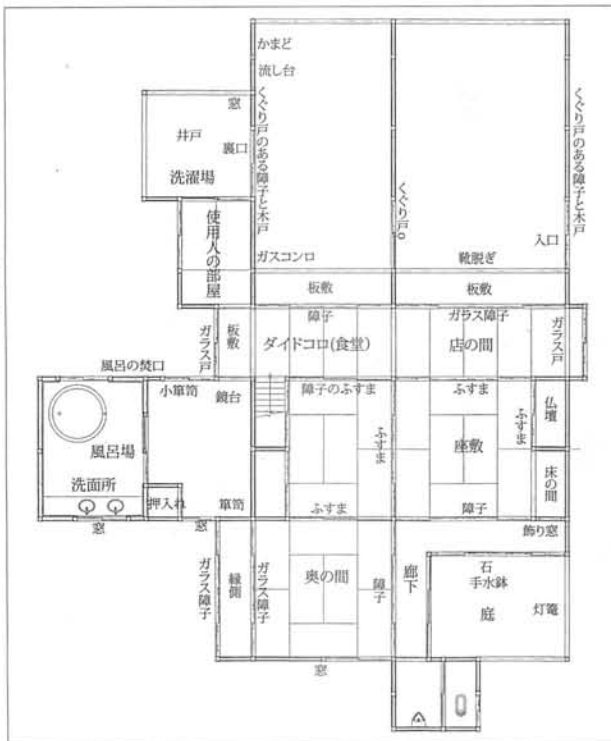 かまど
流し台
窓
くぐり戸のある障子と木戸
くぐり戸のある障子と木戸
井戸
裏口
洗濯場
くぐり戸
使用人の部屋
入口
ガスコンロ
靴脱ぎ
板敷
板敷
ガラス戸
板敷
障子
ガラス障子
ガラス戸
ダイドコロ(食堂)
店の間
風呂の焚口
小箪笥
鏡台
障子のふすま
ふすま
仏壇
ふすま
ふすま
座敷
風呂場
洗面所
床の間
押入れ
箪笥
ふすま
障子
窓
窓
飾り窓
ガラス障子
縁側
ガラス障子
奥の間
障子
廊下
石
手水鉢
庭
灯篭
窓